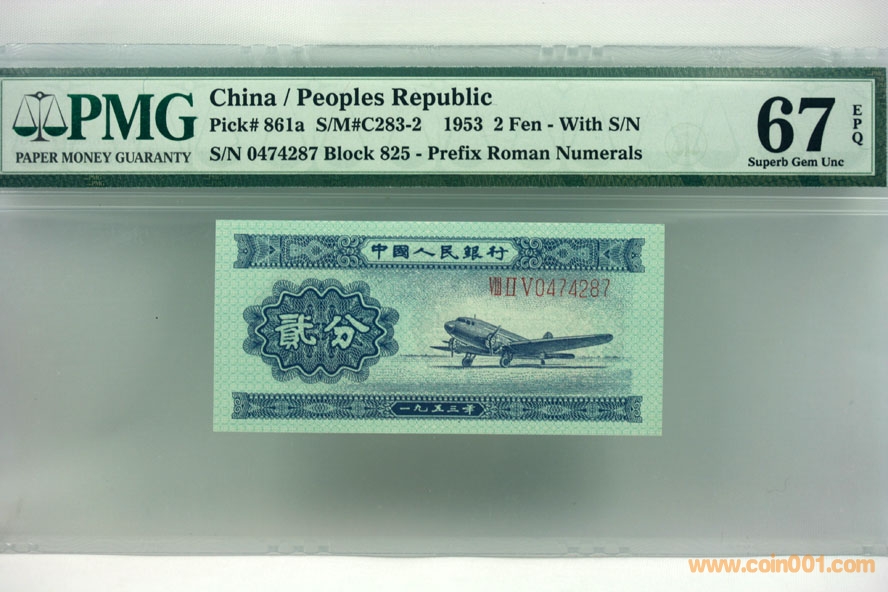 PMG
PAPER MONEY GUARANTY
China / Peoples Republic
Pick# 861a S/M#C283-2 1953 2 Fen - With S/N
S/N 0474287 Block 825 - Prefix Roman Numerals
67
EPQ
Superb Gem Unc
中國人民銀行
VIII II V 0474287
貳分
一九五三年
www.coin001.com